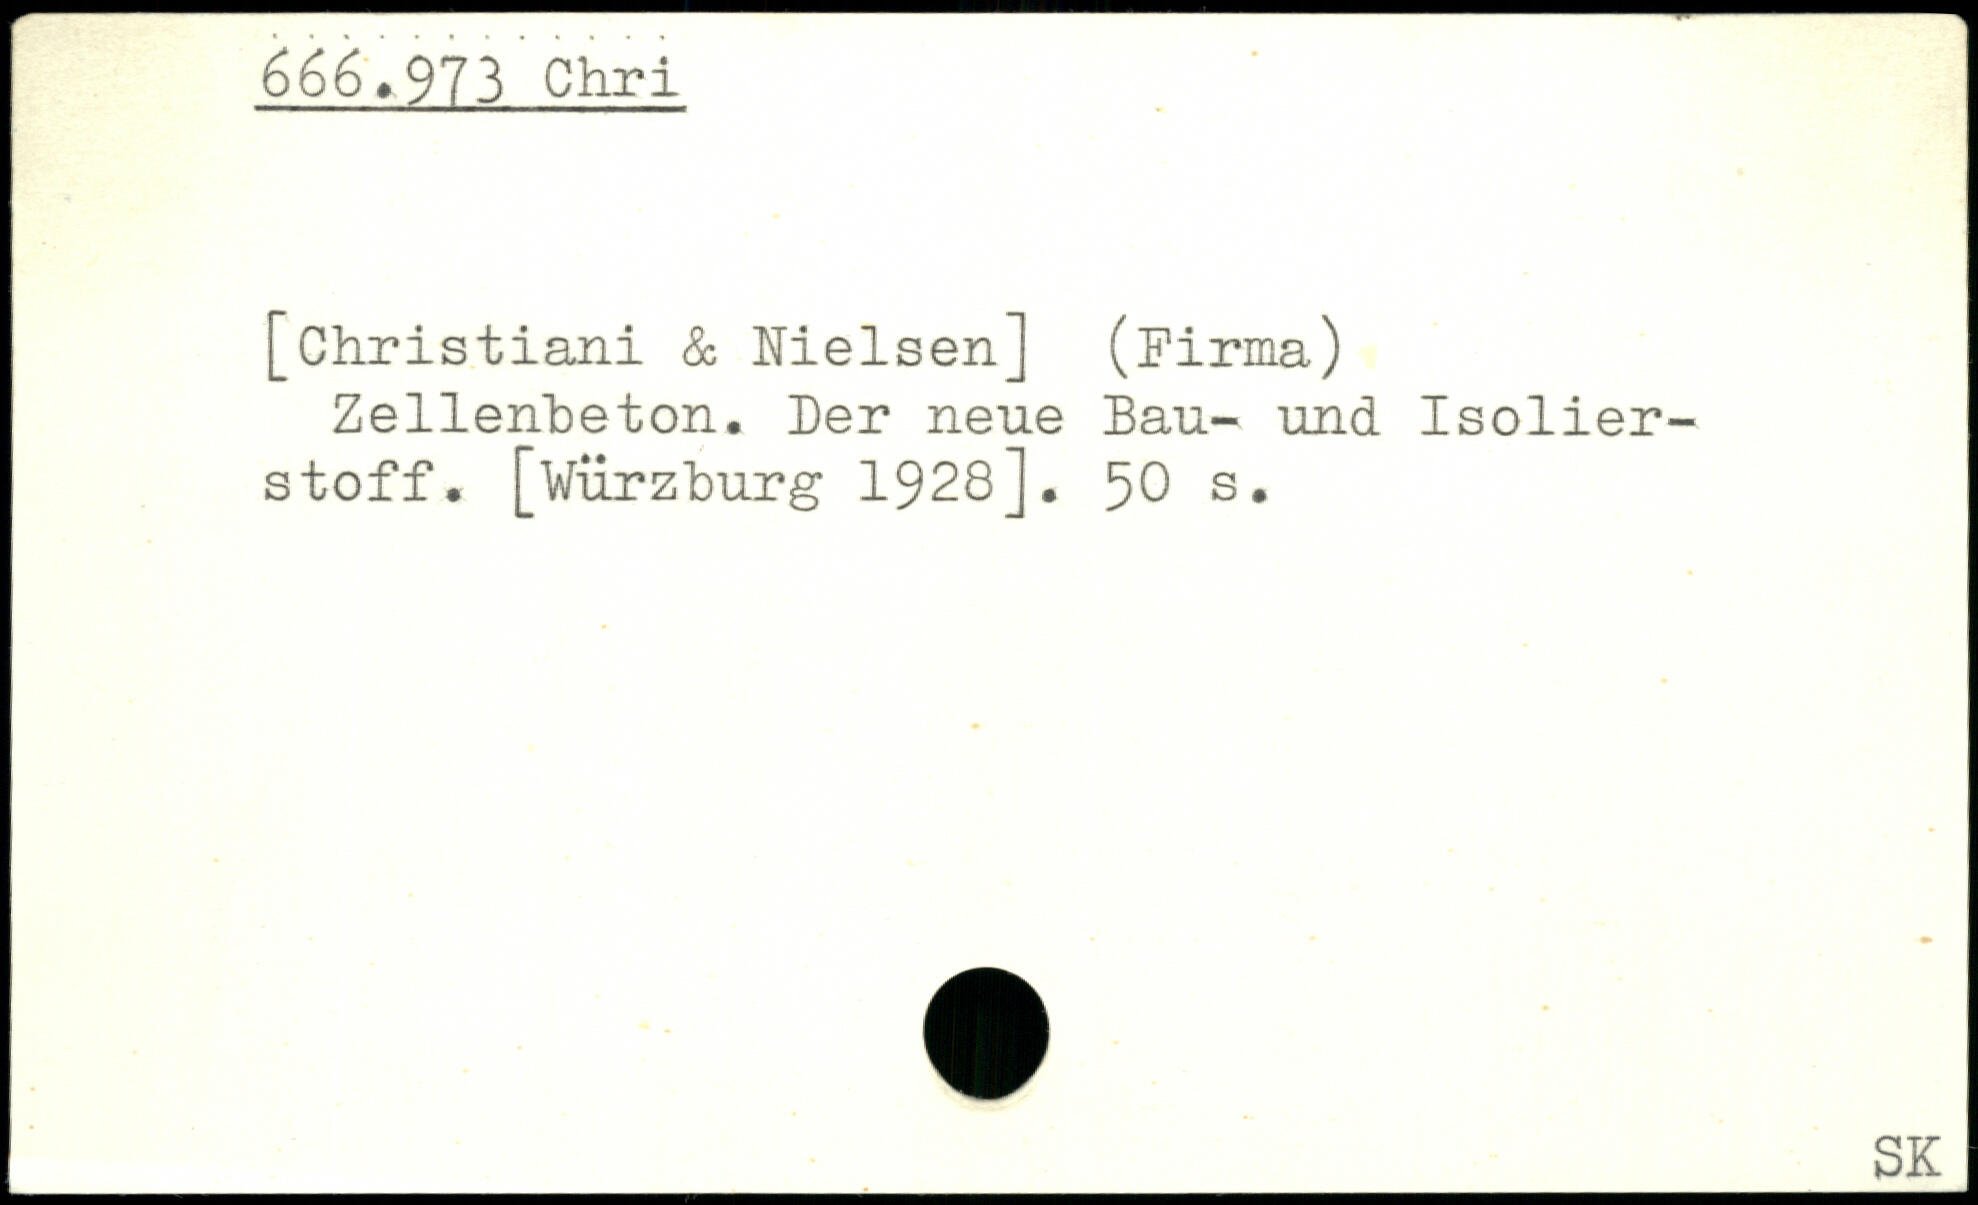 666.973 Chri
[Christiani & Nielsen] (Firma)
Zellenbeton. Der neue Bau- und Isolier-
stoff. [Würzburg 1928]. 50 s.
SK